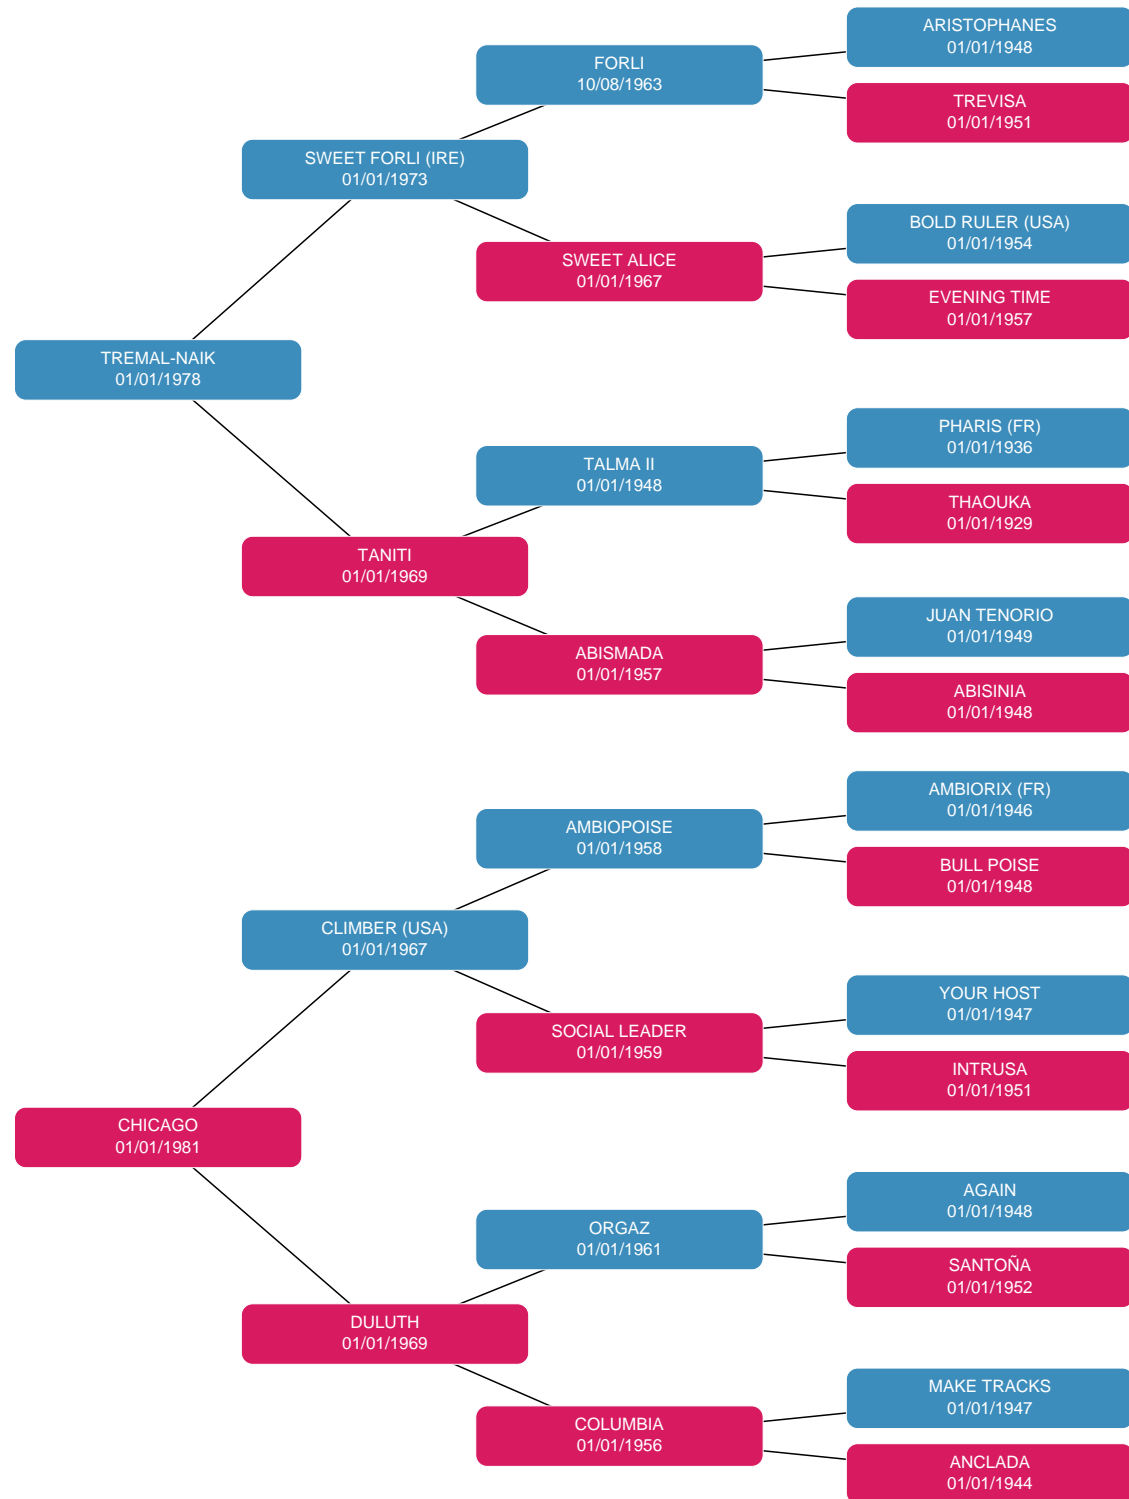 ARISTOPHANES
01/01/1948
FORLI
10/08/1963
TREVISA
01/01/1951
SWEET FORLI (IRE)
01/01/1973
BOLD RULER (USA)
01/01/1954
SWEET ALICE
01/01/1967
EVENING TIME
01/01/1957
TREMAL-NAIK
01/01/1978
PHARIS (FR)
01/01/1936
TALMA II
01/01/1948
THAOUKA
01/01/1929
TANITI
01/01/1969
JUAN TENORIO
01/01/1949
ABISMADA
01/01/1957
ABISINIA
01/01/1948
AMBIORIX (FR)
01/01/1946
AMBIOPOISE
01/01/1958
BULL POISE
01/01/1948
CLIMBER (USA)
01/01/1967
YOUR HOST
01/01/1947
SOCIAL LEADER
01/01/1959
INTRUSA
01/01/1951
CHICAGO
01/01/1981
AGAIN
01/01/1948
ORGAZ
01/01/1961
SANTOÑA
01/01/1952
DULUTH
01/01/1969
MAKE TRACKS
01/01/1947
COLUMBIA
01/01/1956
ANCLADA
01/01/1944